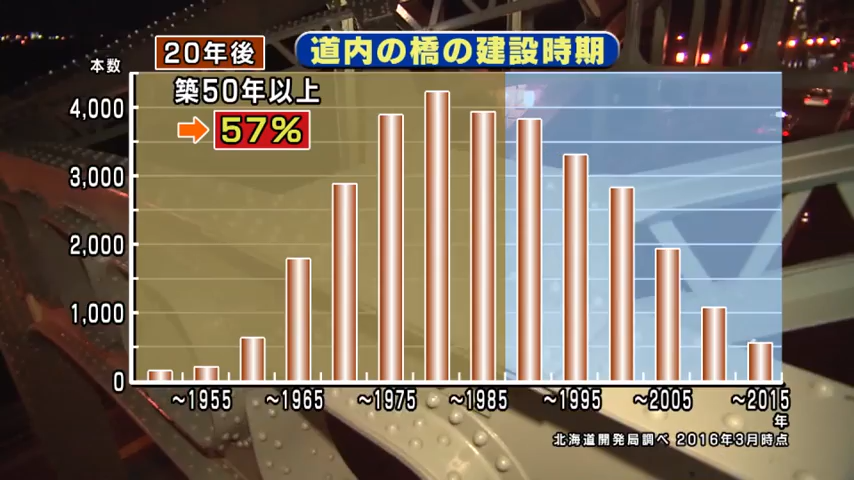 20年後
道内の橋の建設時期
本数
築50年以上
57%
4,000
3,000
2,000
1,000
0
~1955 ~1965 ~1975 ~1985 ~1995 ~2005 ~2015
年
北海道開発局調べ 2016年3月時点